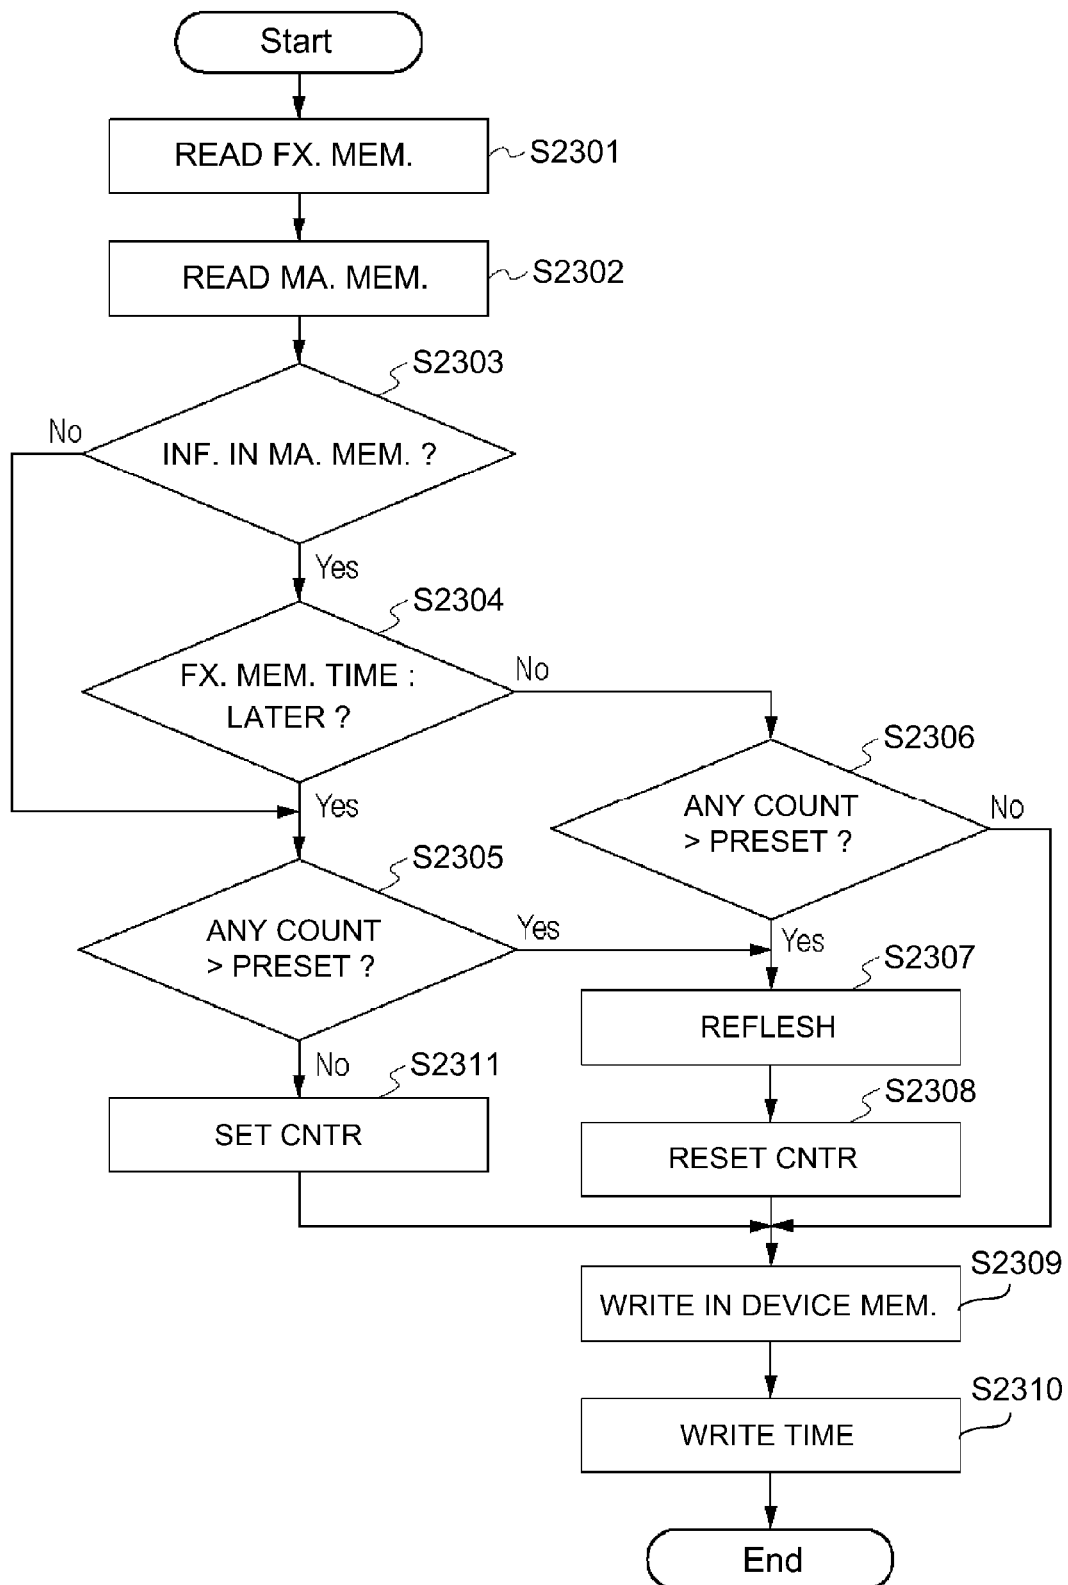 Start
READ FX. MEM.
S2301
READ MA. MEM.
S2302
S2303
No
INF. IN MA. MEM. ?
Yes
S2304
FX. MEM. TIME :
LATER ?
No
Yes
S2306
ANY COUNT
> PRESET ?
No
Yes
S2305
ANY COUNT
> PRESET ?
Yes
No
S2307
REFLESH
S2311
SET CNTR
S2308
RESET CNTR
S2309
WRITE IN DEVICE MEM.
S2310
WRITE TIME
End